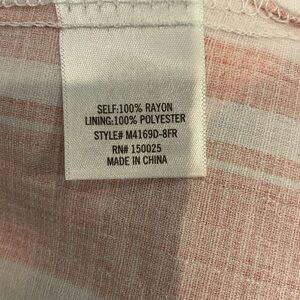 SELF:100% RAYON
LINING:100% POLYESTER
STYLE# M4169D-8FR
RN# 150025
MADE IN CHINA